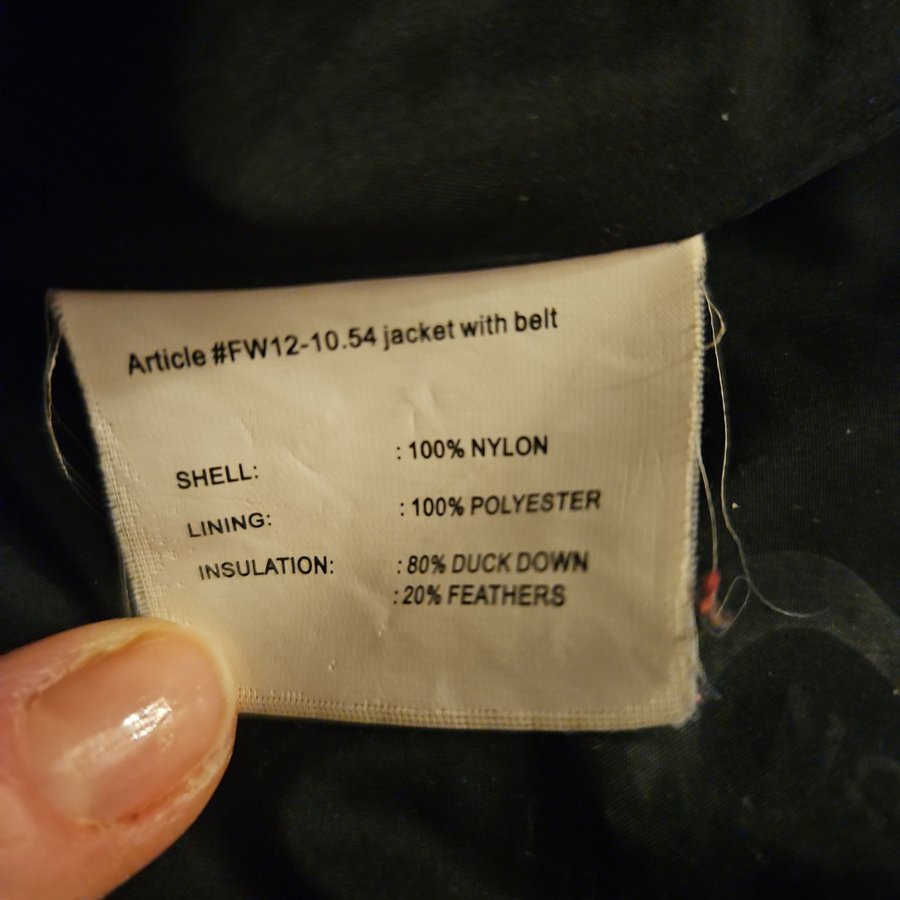 Article #FW12-10.54 jacket with belt
SHELL: : 100% NYLON
LINING: : 100% POLYESTER
INSULATION: : 80% DUCK DOWN
: 20% FEATHERS